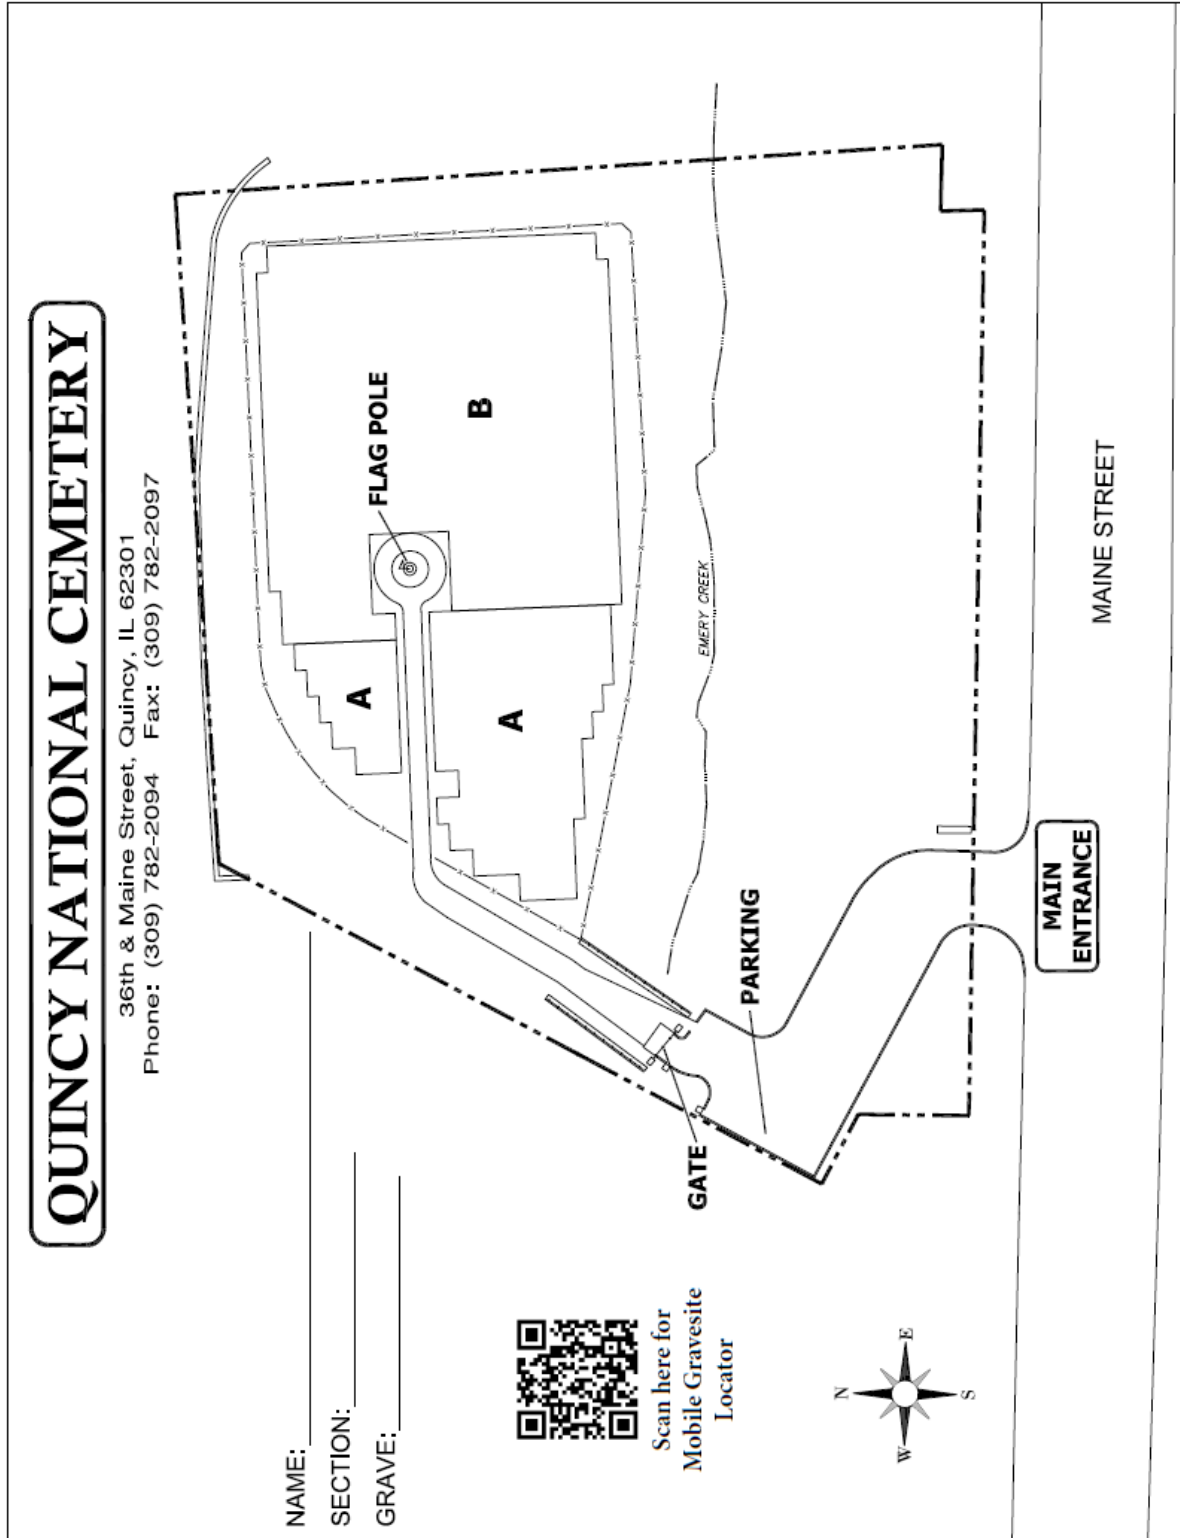 QUINCY NATIONAL CEMETERY
36th & Maine Street, Quincy, IL 62301
Phone: (309) 782-2094 Fax: (309) 782-2097
NAME:
SECTION:
GRAVE:
FLAG POLE
A
B
A
EMERY CREEK
GATE
PARKING
Scan here for
Mobile Gravesite
Locator
N
W
E
S
MAIN
ENTRANCE
MAINE STREET